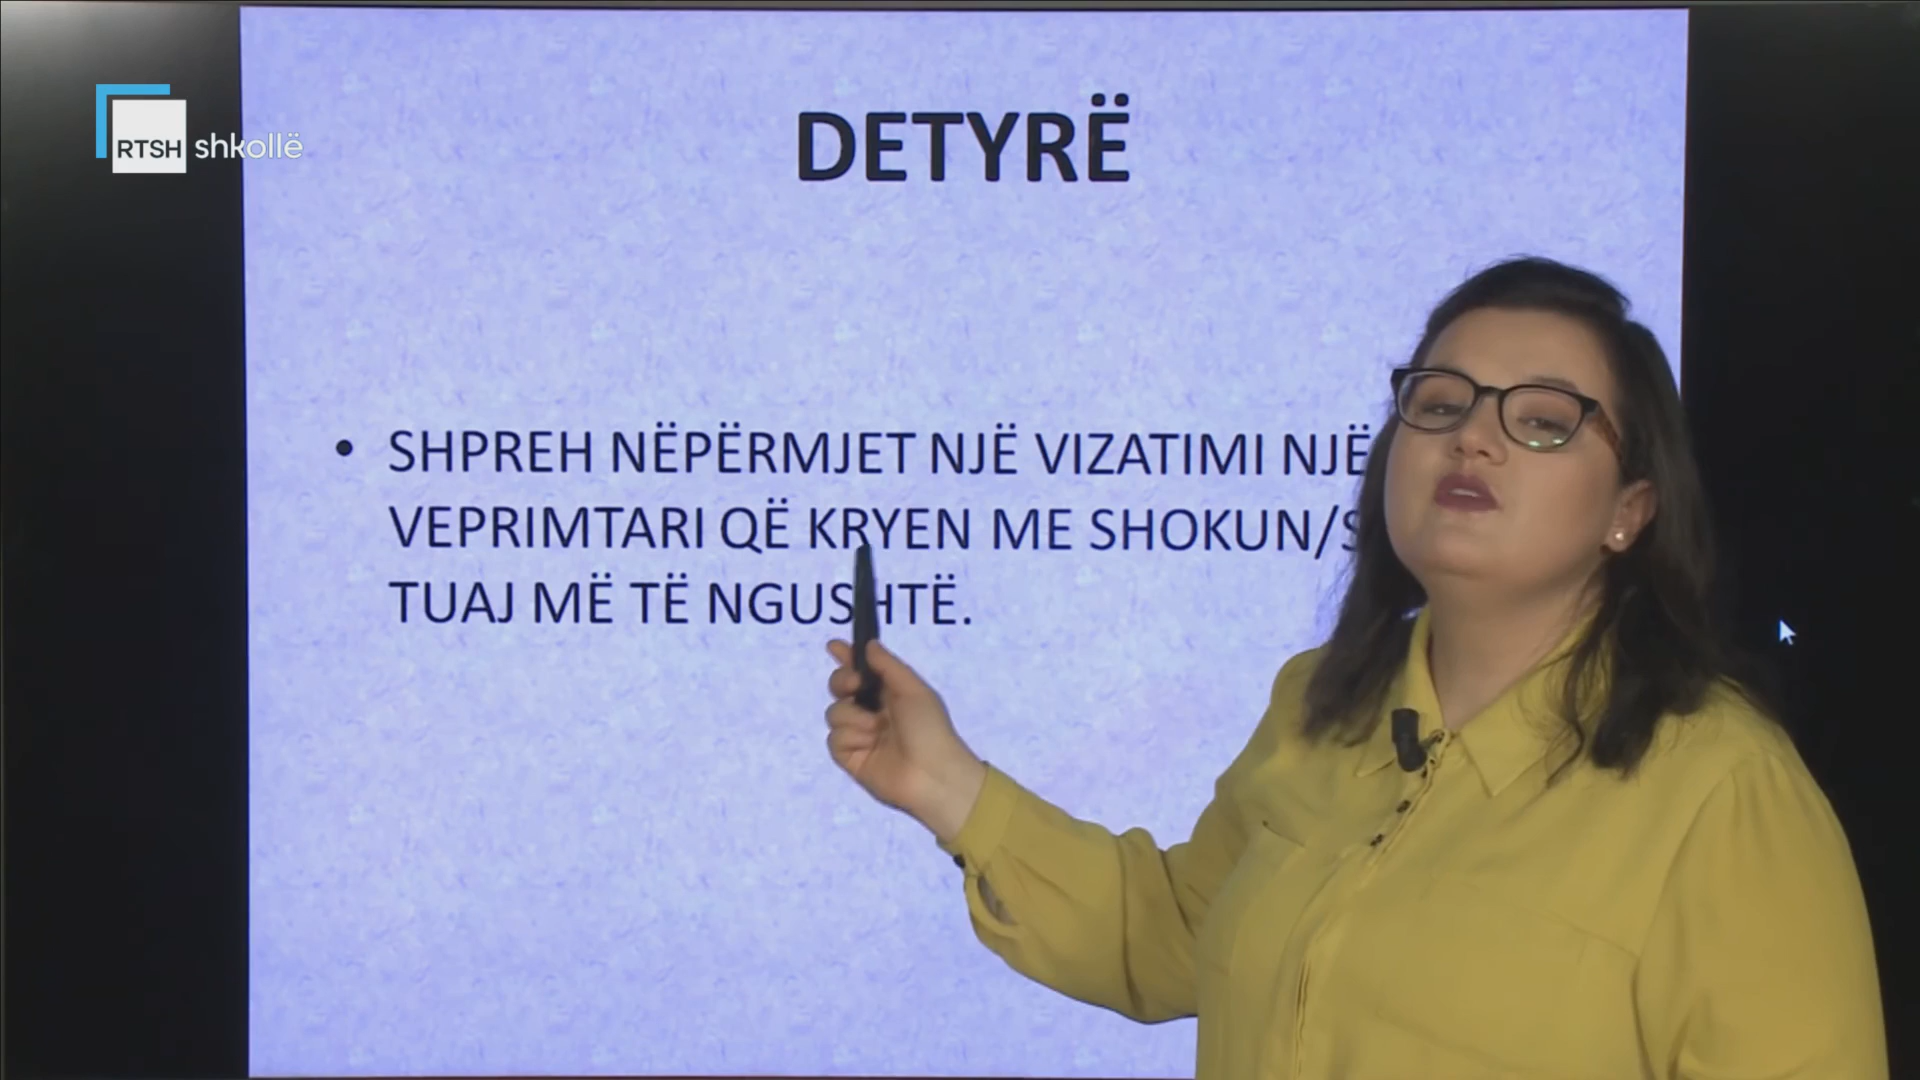 RTSH shkollë
DETYRË
• SHPREH NËPËRMJET NJË VIZATIMI NJË
VEPRIMTARI QË KRYEN ME SHOKUN/
TUAJ MË TË NGUSHTË.